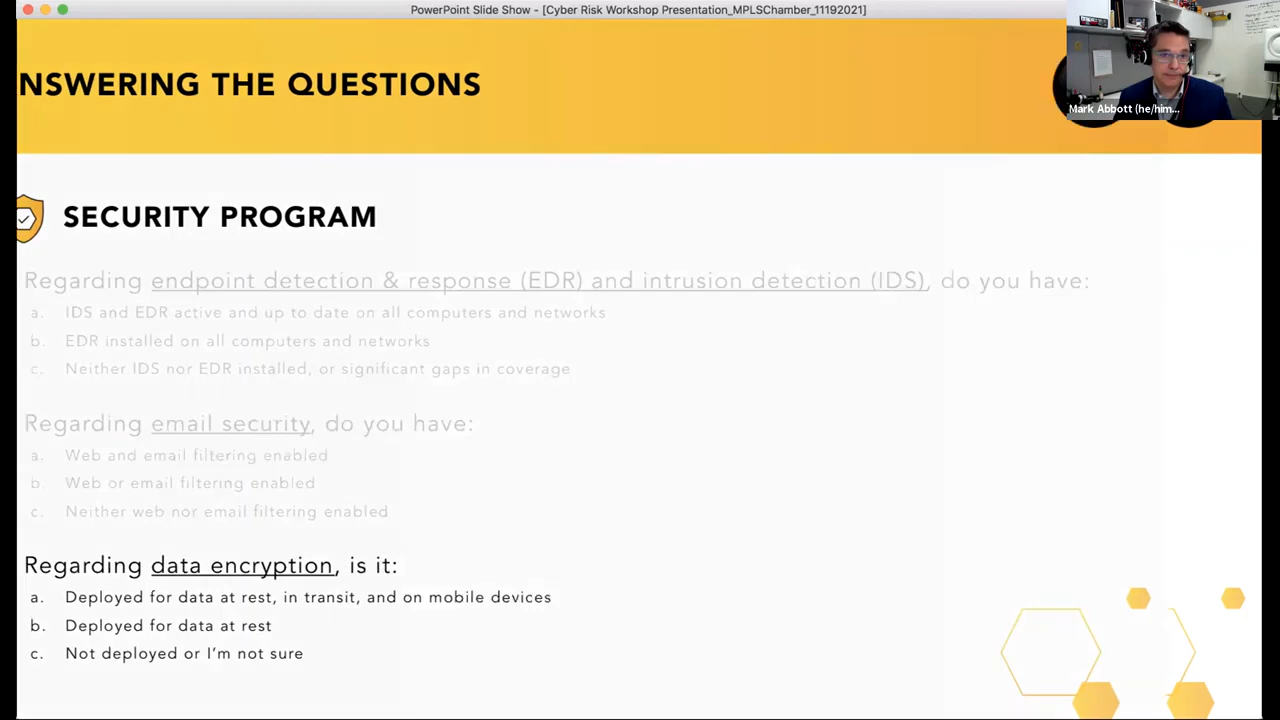 PowerPoint Slide Show - [Cyber Risk Workshop Presentation_MPLSChamber_11192021]
NSWERING THE QUESTIONS
Mark Abbott (he/him...
SECURITY PROGRAM
Regarding endpoint detection & response (EDR) and intrusion detection (IDS), do you have:
a. IDS and EDR active and up to date on all computers and networks
b. EDR installed on all computers and networks
c. Neither IDS nor EDR installed, or significant gaps in coverage
Regarding email security, do you have:
a. Web and email filtering enabled
b. Web or email filtering enabled
c. Neither web nor email filtering enabled
Regarding data encryption, is it:
a. Deployed for data at rest, in transit, and on mobile devices
b. Deployed for data at rest
c. Not deployed or I'm not sure